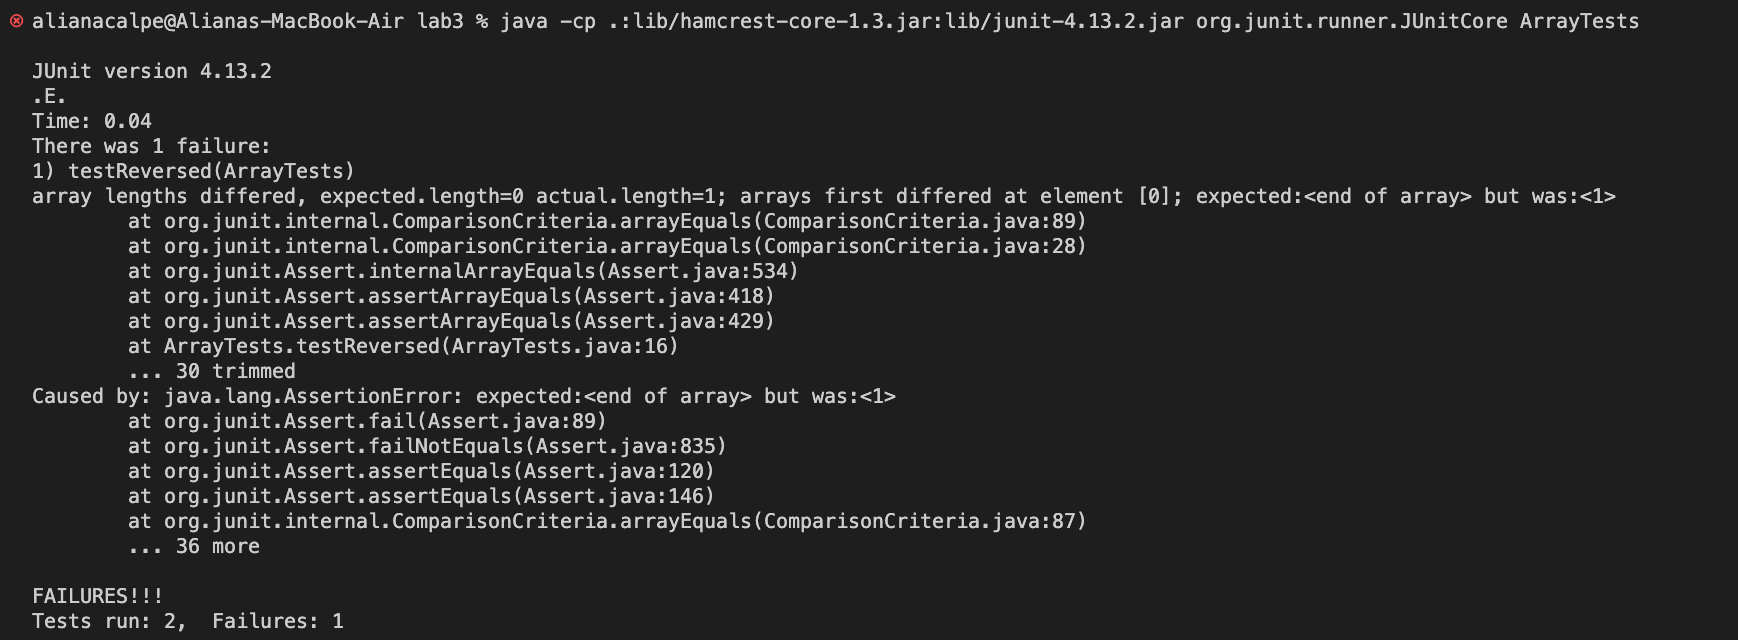 alianacalpe@Alianas-MacBook-Air lab3 % java -cp .:lib/hamcrest-core-1.3.jar:lib/junit-4.13.2.jar org.junit.runner.JUnitCore ArrayTests
JUnit version 4.13.2
.E.
Time: 0.04
There was 1 failure:
1) testReversed(ArrayTests)
array lengths differed, expected.length=0 actual.length=1; arrays first differed at element [0]; expected:<end of array> but was:<1>
at org.junit.internal.ComparisonCriteria.arrayEquals(ComparisonCriteria.java:89)
at org.junit.internal.ComparisonCriteria.arrayEquals(ComparisonCriteria.java:28)
at org.junit.Assert.internalArrayEquals(Assert.java:534)
at org.junit.Assert.assertArrayEquals(Assert.java:418)
at org.junit.Assert.assertArrayEquals(Assert.java:429)
at ArrayTests.testReversed(ArrayTests.java:16)
... 30 trimmed
Caused by: java.lang.AssertionError: expected:<end of array> but was:<1>
at org.junit.Assert.fail(Assert.java:89)
at org.junit.Assert.failNotEquals(Assert.java:835)
at org.junit.Assert.assertEquals(Assert.java:120)
at org.junit.Assert.assertEquals(Assert.java:146)
at org.junit.internal.ComparisonCriteria.arrayEquals(ComparisonCriteria.java:87)
... 36 more
FAILURES!!!
Tests run: 2,  Failures: 1